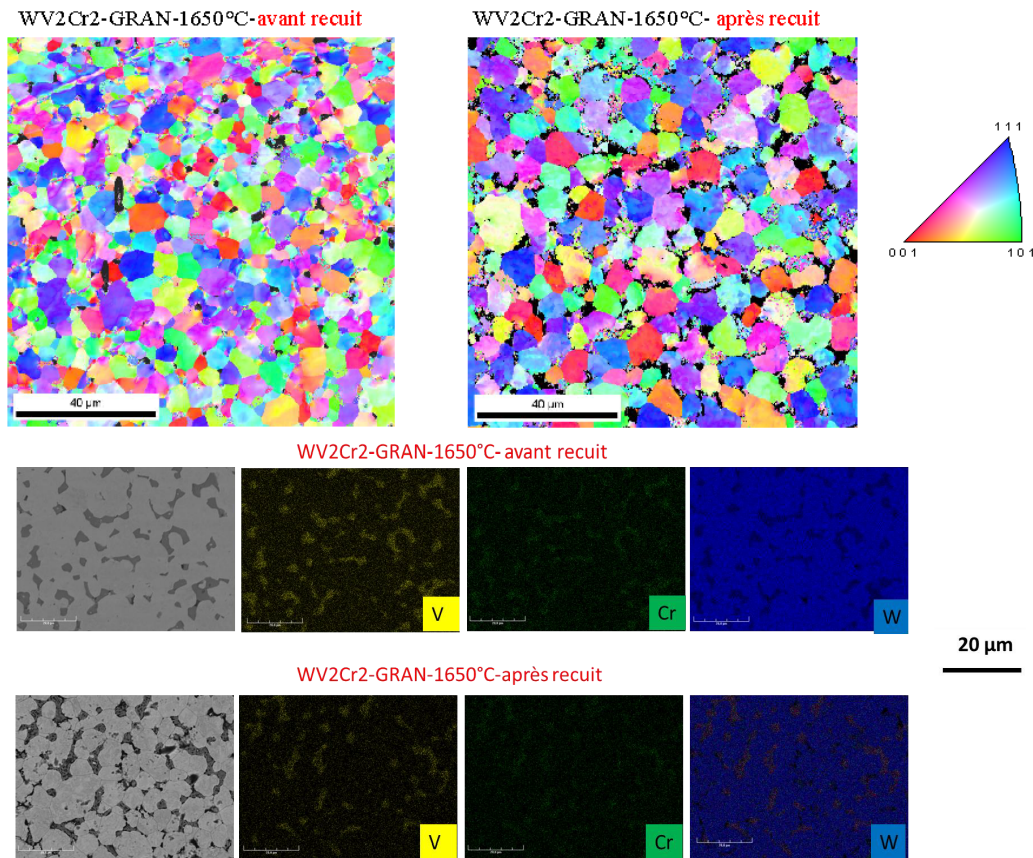 WV2Cr2-GRAN-1650°C-avant recuit
WV2Cr2-GRAN-1650°C- après recuit
1 1 1
0 0 1
1 0 1
40 µm
40 µm
WV2Cr2-GRAN-1650°C- avant recuit
V
Cr
W
20 µm
WV2Cr2-GRAN-1650°C-après recuit
V
Cr
W